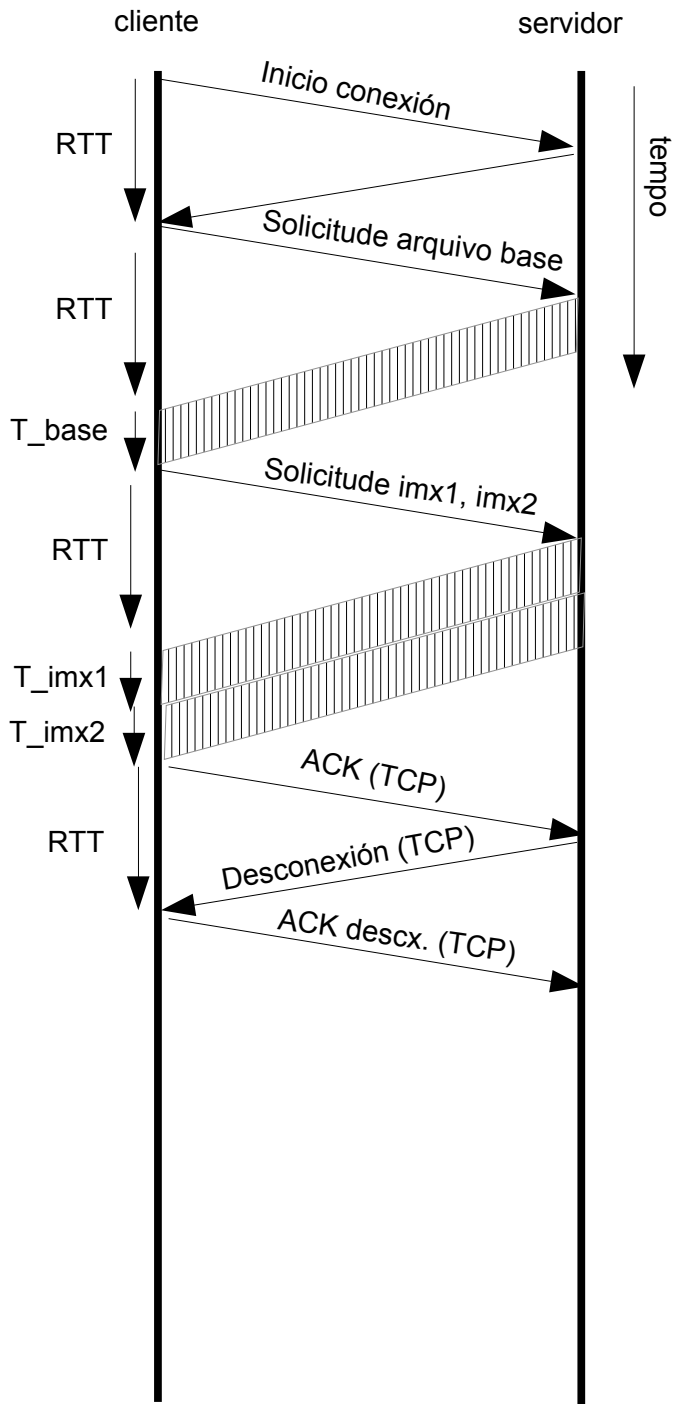 cliente
servidor
Inicio conexión
RTT
tempo
Solicitude arquivo base
RTT
T_base
Solicitude imx1, imx2
RTT
T_imx1
T_imx2
ACK (TCP)
RTT
Desconexión (TCP)
ACK descx. (TCP)